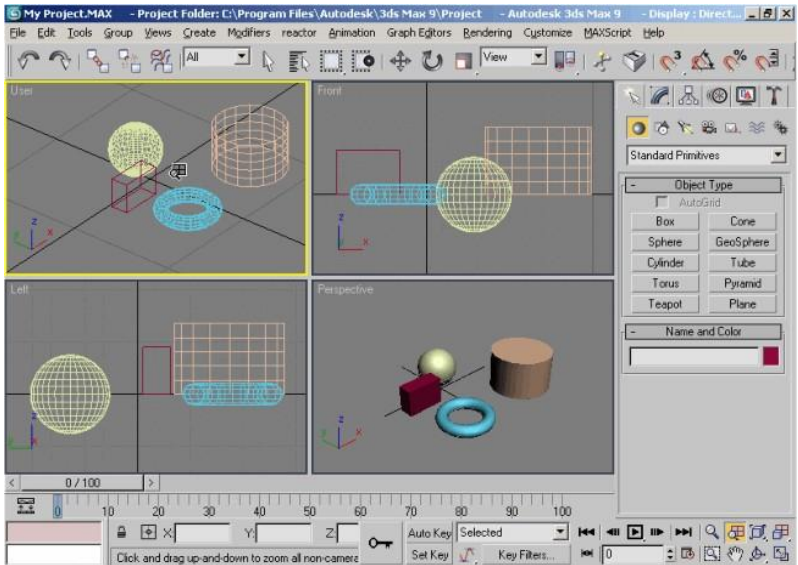 My Project.MAX - Project Folder: C:\Program Files\Autodesk\3ds Max 9\Project - Autodesk 3ds Max 9 - Display : Direct...
File Edit Tools Group Views Create Modifiers reactor Animation Graph Editors Rendering Customize MAXScript Help
All View
User Front
Standard Primitives
Object Type
AutoGrid
Box Cone
Sphere GeoSphere
Cylinder Tube
Torus Pyramid
Teapot Plane
Left Perspective
Name and Color
z y x
z x
z y x
z y x
< 0 / 100 >
0 10 20 30 40 50 60 70 80 90 100
X: Y: Z: Auto Key Selected
Click and drag up-and-down to zoom all non-camera Set Key Key Filters... 0